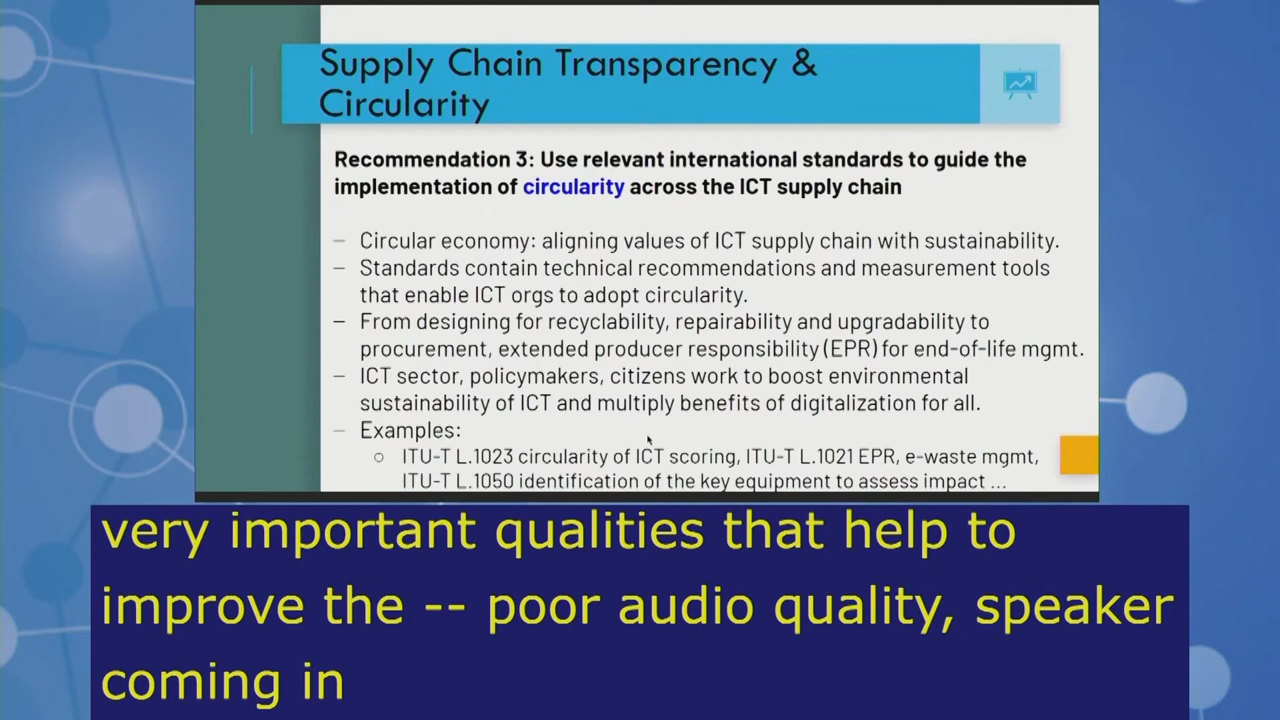 Supply Chain Transparency &
Circularity
Recommendation 3: Use relevant international standards to guide the
implementation of circularity across the ICT supply chain
– Circular economy: aligning values of ICT supply chain with sustainability.
– Standards contain technical recommendations and measurement tools
that enable ICT orgs to adopt circularity.
– From designing for recyclability, repairability and upgradability to
procurement, extended producer responsibility (EPR) for end-of-life mgmt.
– ICT sector, policymakers, citizens work to boost environmental
sustainability of ICT and multiply benefits of digitalization for all.
– Examples:
○ ITU-T L.1023 circularity of ICT scoring, ITU-T L.1021 EPR, e-waste mgmt,
ITU-T L.1050 identification of the key equipment to assess impact ...
very important qualities that help to
improve the -- poor audio quality, speaker
coming in